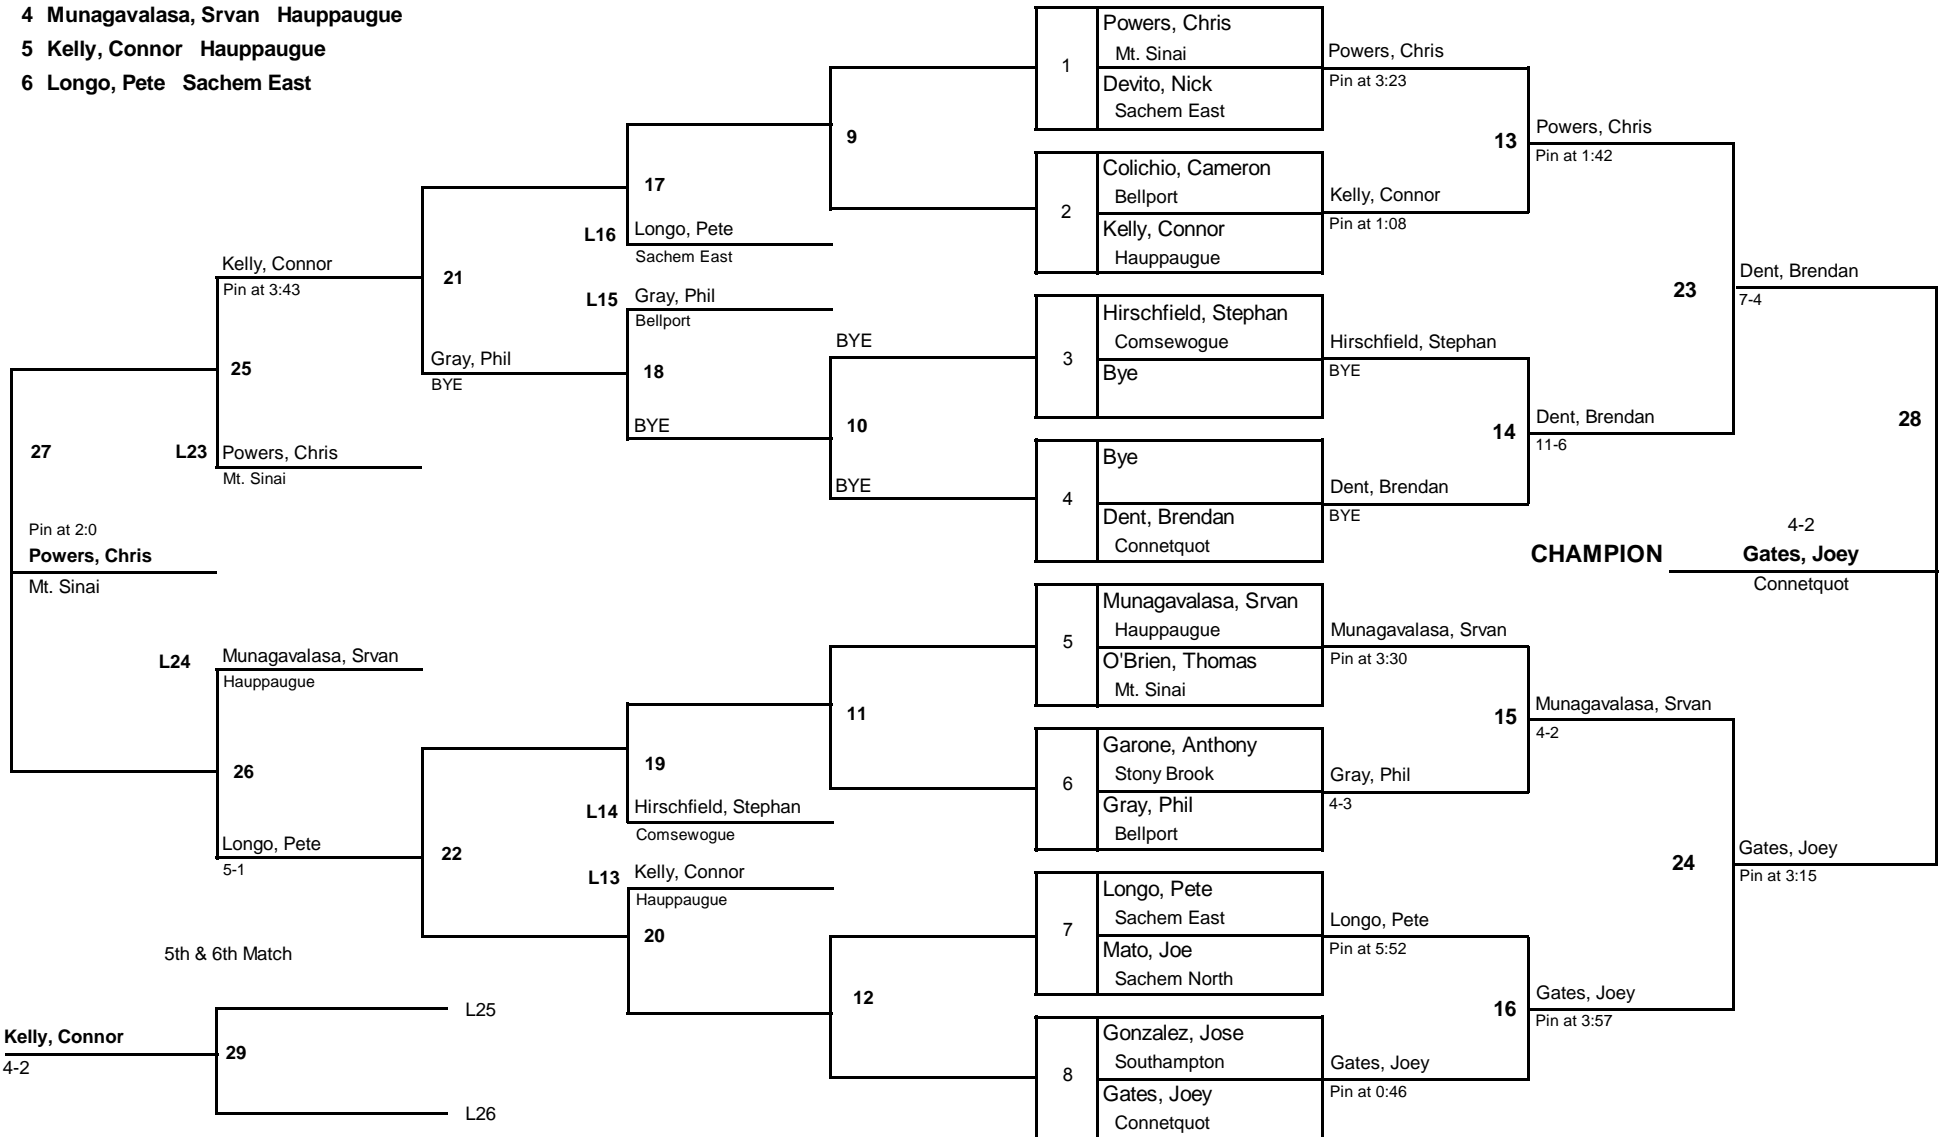 4 Munagavalasa, Srvan Hauppaugue
5 Kelly, Connor Hauppaugue
6 Longo, Pete Sachem East
27
Pin at 2:0
Powers, Chris
Mt. Sinai
5th & 6th Match
Kelly, Connor
4-2
29
L25
L26
Kelly, Connor
Pin at 3:43
25
L23
Powers, Chris
Mt. Sinai
L24
Munagavalasa, Srvan
Hauppaugue
26
Longo, Pete
5-1
21
Gray, Phil
BYE
22
17
L16
Longo, Pete
Sachem East
L15
Gray, Phil
Bellport
18
BYE
19
L14
Hirschfield, Stephan
Comsewogue
L13
Kelly, Connor
Hauppaugue
20
9
BYE
10
BYE
11
12
1
Powers, Chris
Mt. Sinai
Devito, Nick
Sachem East
2
Colichio, Cameron
Bellport
Kelly, Connor
Hauppaugue
3
Hirschfield, Stephan
Comsewogue
Bye
4
Bye
Dent, Brendan
Connetquot
5
Munagavalasa, Srvan
Hauppaugue
O'Brien, Thomas
Mt. Sinai
6
Garone, Anthony
Stony Brook
Gray, Phil
Bellport
7
Longo, Pete
Sachem East
Mato, Joe
Sachem North
8
Gonzalez, Jose
Southampton
Gates, Joey
Connetquot
Powers, Chris
Pin at 3:23
13
Kelly, Connor
Pin at 1:08
Hirschfield, Stephan
BYE
14
Dent, Brendan
BYE
Munagavalasa, Srvan
Pin at 3:30
15
Gray, Phil
4-3
Longo, Pete
Pin at 5:52
16
Gates, Joey
Pin at 0:46
Powers, Chris
Pin at 1:42
23
Dent, Brendan
11-6
Munagavalasa, Srvan
4-2
24
Gates, Joey
Pin at 3:57
Dent, Brendan
7-4
28
4-2
CHAMPION Gates, Joey
Connetquot
Gates, Joey
Pin at 3:15